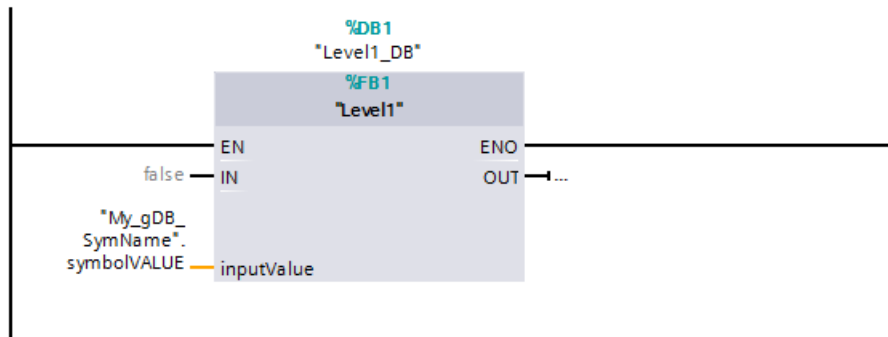 %DB1
"Level1_DB"
%FB1
"Level1"
EN
ENO
false
IN
OUT
...
"My_gDB_
SymName".
symbolVALUE
inputValue